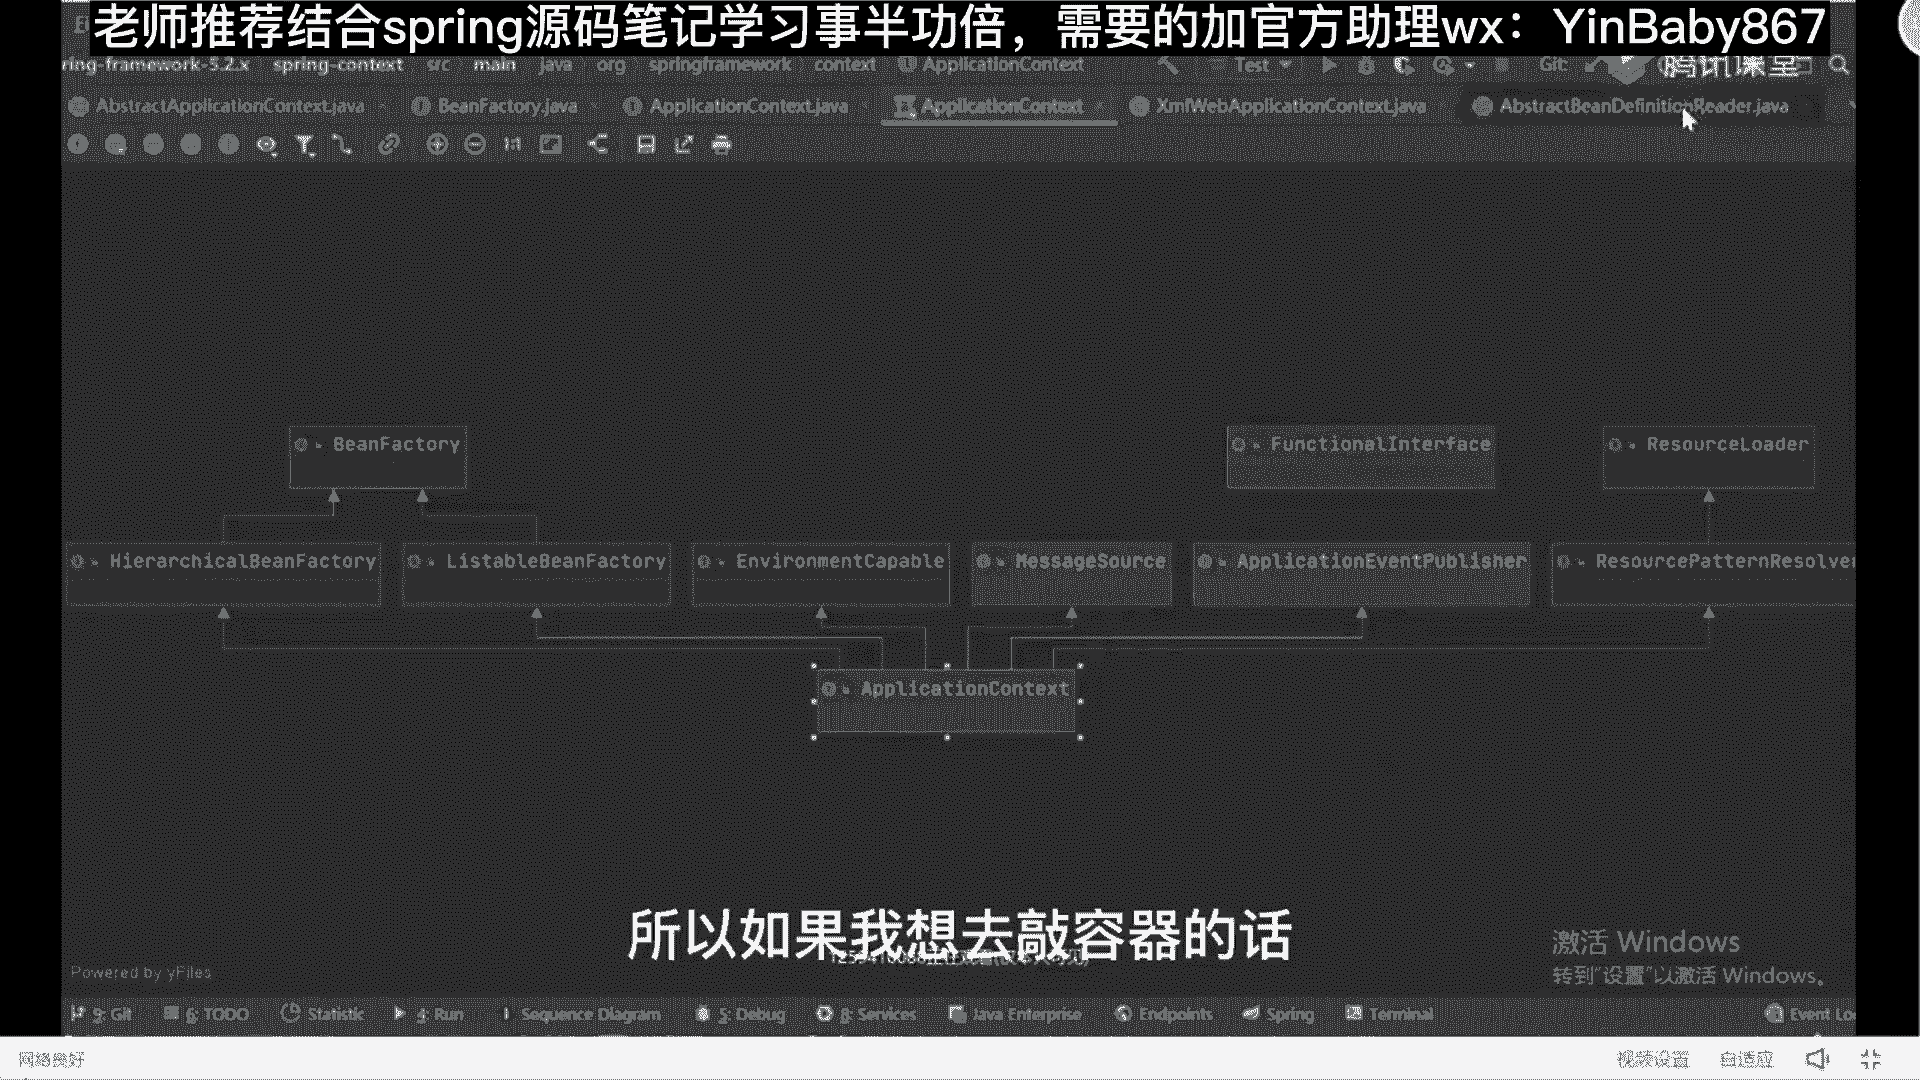 老师推荐结合spring源码笔记学习事半功倍，需要的加官方助理wx：YinBaby867
ring-framework-5.2.x spring-context src main java org springframework context ApplicationContext Test Git: 腾讯课堂
AbstractApplicationContext.java BeanFactory.java ApplicationContext.java ApplicationContext XmlWebApplicationContext.java AbstractBeanDefinitionReader.java
1:1
BeanFactory FunctionalInterface ResourceLoader
HierarchicalBeanFactory ListableBeanFactory EnvironmentCapable MessageSource ApplicationEventPublisher ResourcePatternResolver
ApplicationContext
所以如果我想去敲容器的话
激活 Windows
Powered by yFiles
转到"设置"以激活 Windows。
9: Git 6: TODO Statistic 4: Run Sequence Diagram 5: Debug 8: Services Java Enterprise Endpoints Spring Terminal Event Lo
网络良好 视频设置 自适应